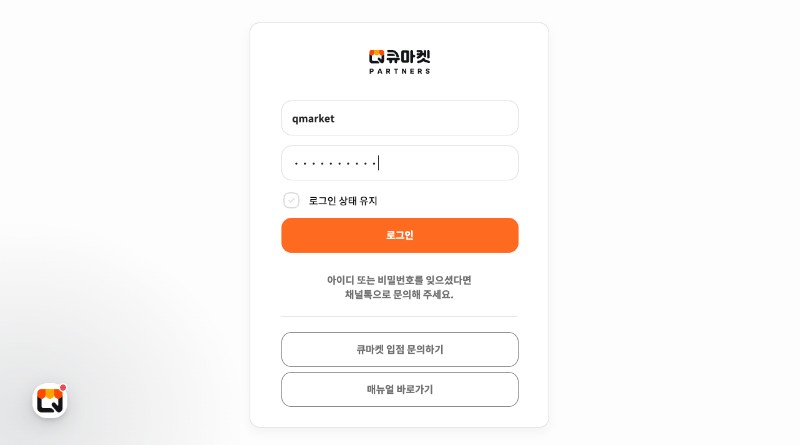 큐마켓
PARTNERS
qmarket
••••••••••
로그인 상태 유지
로그인
아이디 또는 비밀번호를 잊으셨다면
채널톡으로 문의해 주세요.
큐마켓 입점 문의하기
매뉴얼 바로가기